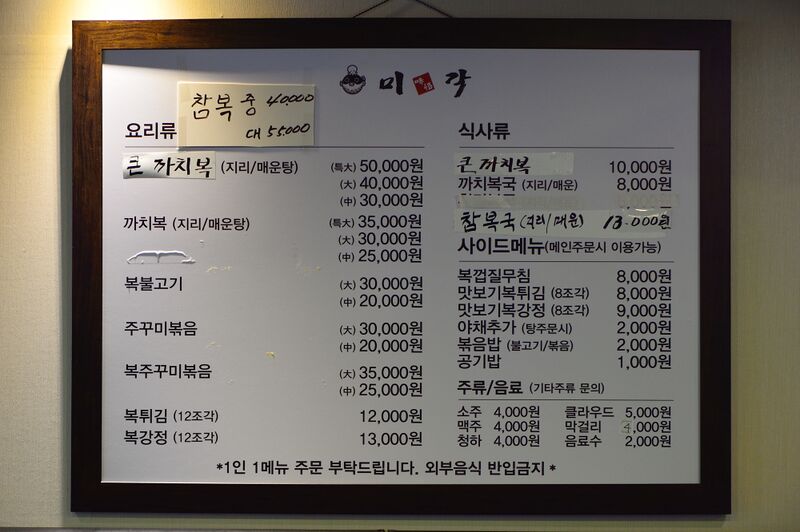 미각
참복 중 40,000
대 55,000
요리류
큰 까치복 (지리/매운탕) (특大) 50,000원
(大) 40,000원
(中) 30,000원
까치복 (지리/매운탕) (특大) 35,000원
(大) 30,000원
(中) 25,000원
복불고기 (大) 30,000원
(中) 20,000원
주꾸미볶음 (大) 30,000원
(中) 20,000원
복주꾸미볶음 (大) 35,000원
(中) 25,000원
복튀김 (12조각) 12,000원
복강정 (12조각) 13,000원
식사류
큰 까치복 10,000원
까치복국 (지리/매운) 8,000원
참복국 (지리/매운) 13.000원
사이드메뉴(메인주문시 이용가능)
복껍질무침 8,000원
맛보기복튀김 (8조각) 8,000원
맛보기복강정 (8조각) 9,000원
야채추가 (탕주문시) 2,000원
볶음밥 (불고기/볶음) 2,000원
공기밥 1,000원
주류/음료 (기타주류 문의)
소주 4,000원 클라우드 5,000원
맥주 4,000원 막걸리 4,000원
청하 4,000원 음료수 2,000원
*1인 1메뉴 주문 부탁드립니다. 외부음식 반입금지*